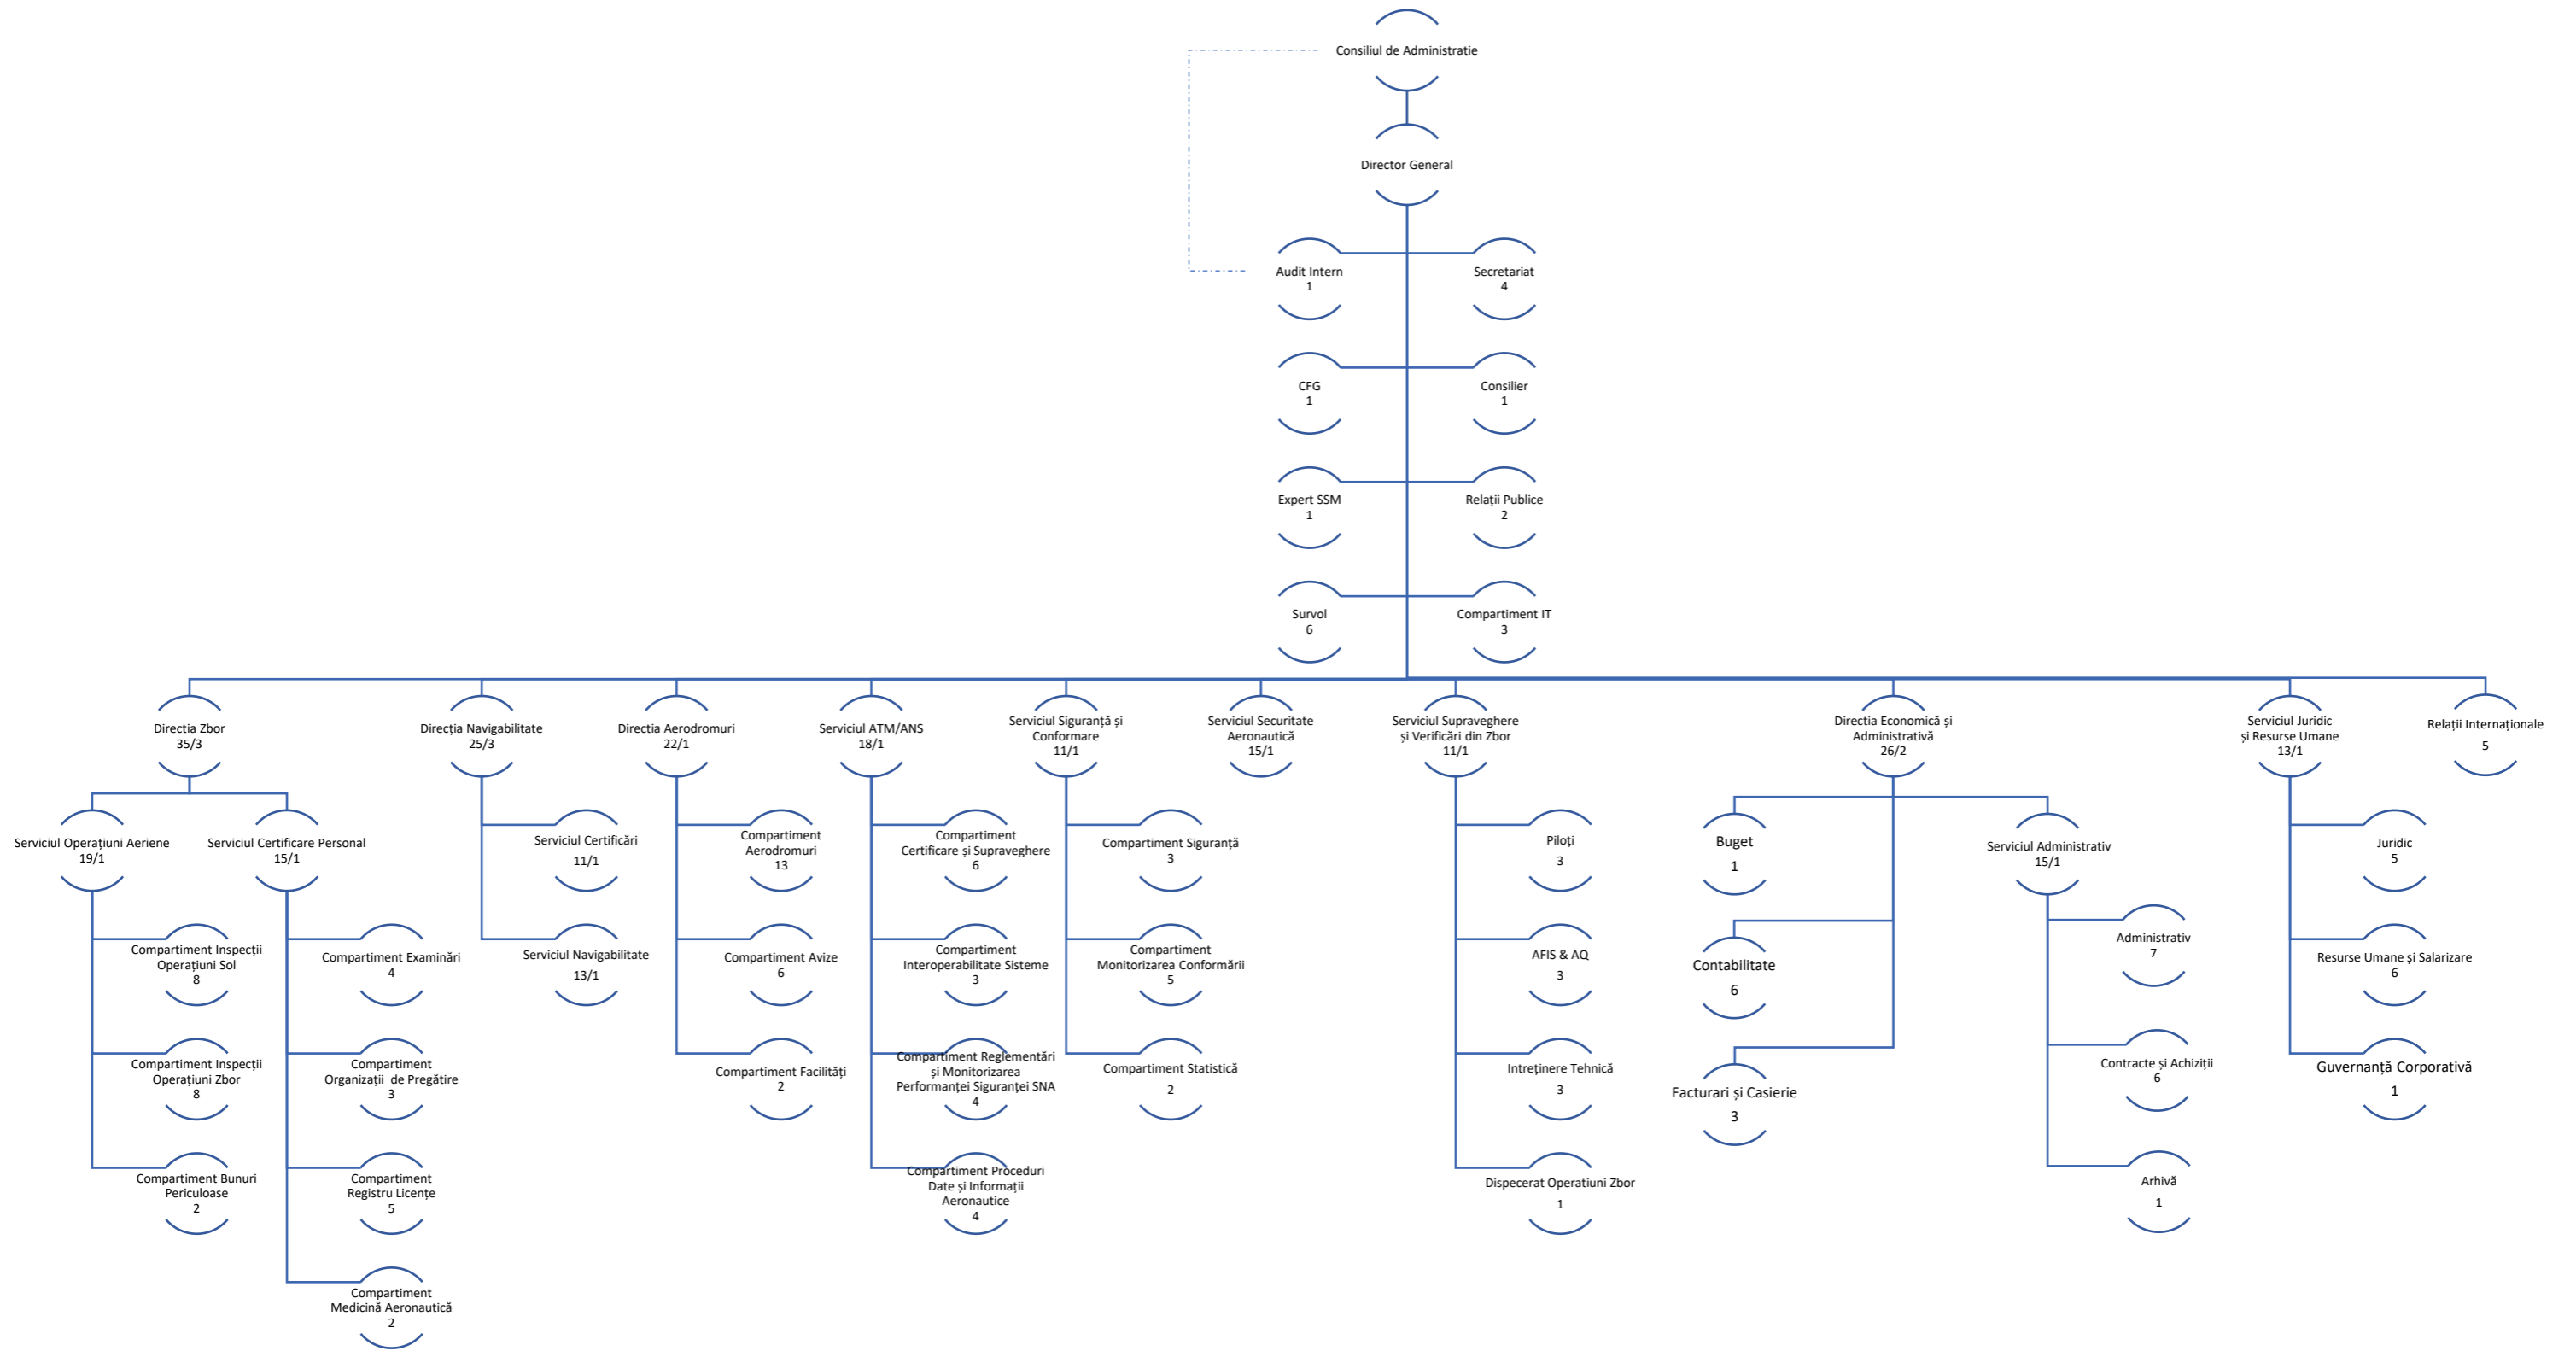 Consiliul de Administratie
Director General
Audit Intern
1
Secretariat
4
CFG
1
Consilier
1
Expert SSM
1
Relații Publice
2
Survol
6
Compartiment IT
3
Directia Zbor
35/3
Direcția Navigabilitate
25/3
Directia Aerodromuri
22/1
Serviciul ATM/ANS
18/1
Serviciul Siguranță și
Conformare
11/1
Serviciul Securitate
Aeronautică
15/1
Serviciul Supraveghere
și Verificări din Zbor
11/1
Directia Economică și
Administrativă
26/2
Serviciul Juridic
și Resurse Umane
13/1
Relații Internaționale
5
Serviciul Operațiuni Aeriene
19/1
Compartiment Inspecții
Operațiuni Sol
8
Compartiment Inspecții
Operațiuni Zbor
8
Compartiment Bunuri
Periculoase
2
Serviciul Certificare Personal
15/1
Compartiment Examinări
4
Compartiment
Organizații de Pregătire
3
Compartiment
Registru Licențe
5
Compartiment
Medicină Aeronautică
2
Serviciul Certificări
11/1
Serviciul Navigabilitate
13/1
Compartiment
Aerodromuri
13
Compartiment Avize
6
Compartiment Facilități
2
Compartiment
Certificare și Supraveghere
6
Compartiment
Interoperabilitate Sisteme
3
Compartiment Reglementări
și Monitorizarea
Performanței Siguranței SNA
4
Compartiment Proceduri
Date și Informații
Aeronautice
4
Compartiment Siguranță
3
Compartiment
Monitorizarea Conformării
5
Compartiment Statistică
2
Piloți
3
AFIS & AQ
3
Intreținere Tehnică
3
Dispecerat Operatiuni Zbor
1
Buget
1
Contabilitate
6
Facturari și Casierie
3
Serviciul Administrativ
15/1
Administrativ
7
Contracte și Achiziții
6
Arhivă
1
Juridic
5
Resurse Umane și Salarizare
6
Guvernanță Corporativă
1